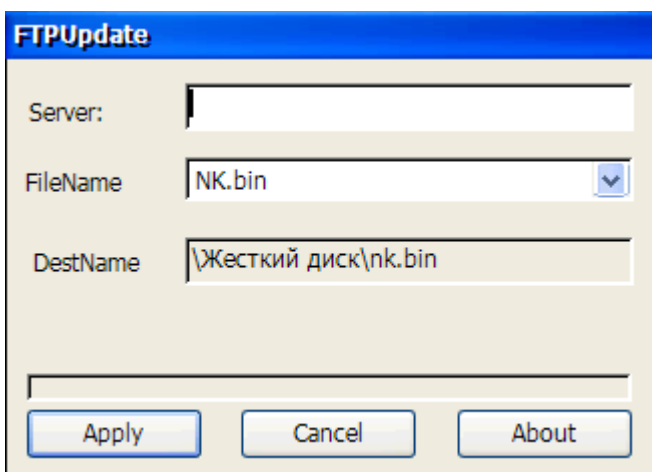 FTPUpdate
Server:
FileName NK.bin
DestName \Жесткий диск\nk.bin
Apply Cancel About